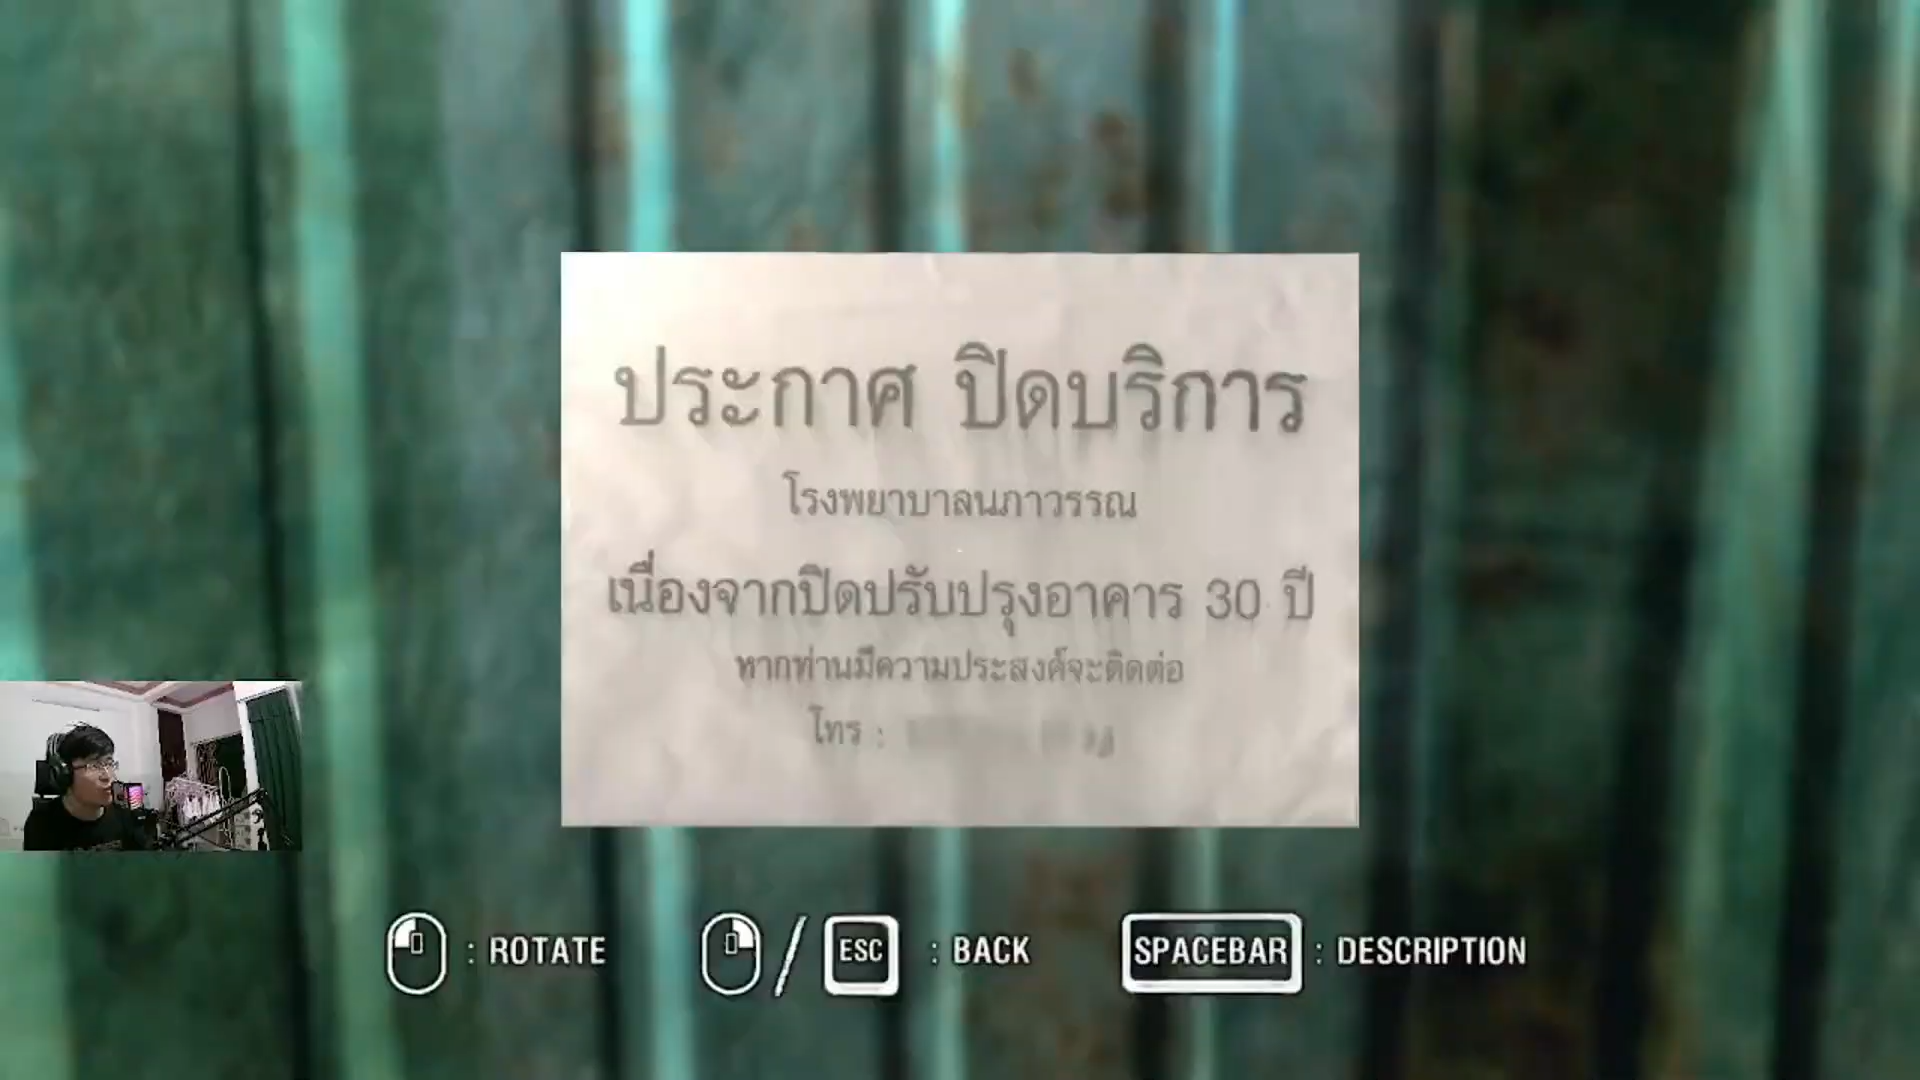 ประกาศ ปิดบริการ
โรงพยาบาลนภาวรรณ
เนื่องจากปิดปรับปรุงอาคาร 30 ปี
หากท่านมีความประสงค์จะติดต่อ
โทร :
: ROTATE / ESC : BACK SPACEBAR : DESCRIPTION